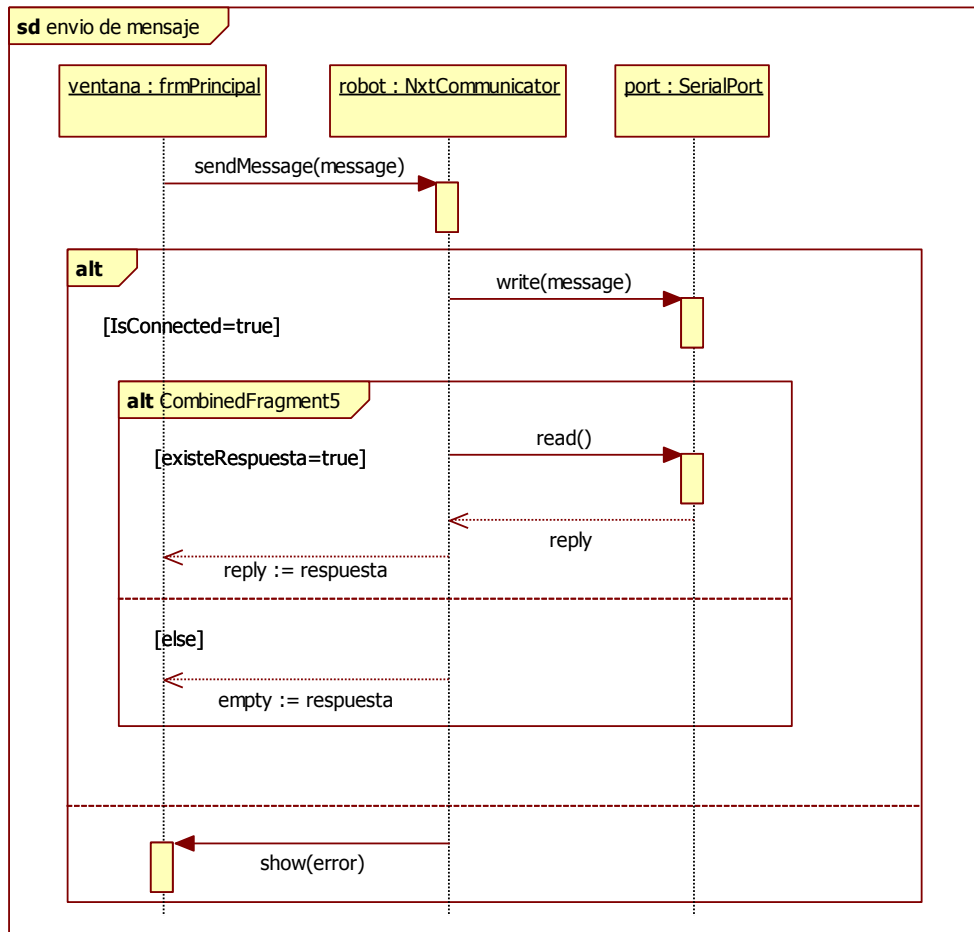 sd envio de mensaje
ventana : frmPrincipal
robot : NxtCommunicator
port : SerialPort
sendMessage(message)
alt
write(message)
[IsConnected=true]
alt CombinedFragment5
read()
[existeRespuesta=true]
reply
reply := respuesta
[else]
empty := respuesta
show(error)